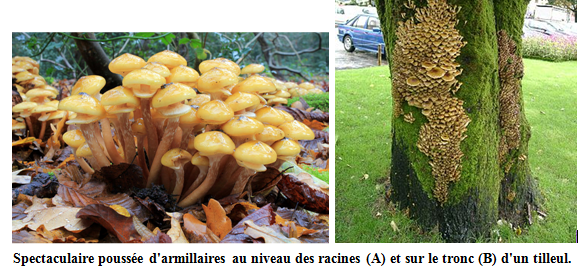 Spectaculaire poussée d'armillaires au niveau des racines (A) et sur le tronc (B) d'un tilleul.